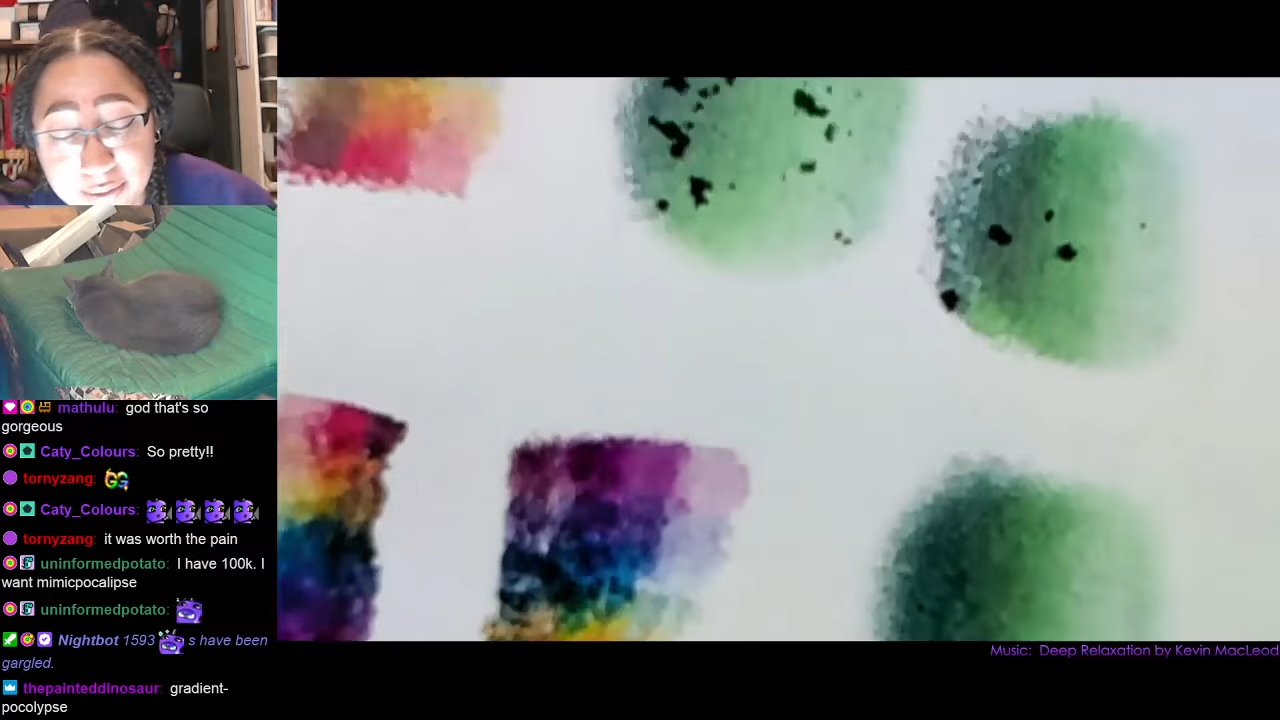 mathulu: god that's so
gorgeous
Caty_Colours: So pretty!!
tornyzang:
Caty_Colours:
tornyzang: it was worth the pain
uninformedpotato: I have 100k. I
want mimicpocalipse
uninformedpotato:
Nightbot 1593 s have been
gargled.
thepainteddinosaur: gradient-
pocolypse
Music: Deep Relaxation by Kevin MacLeod